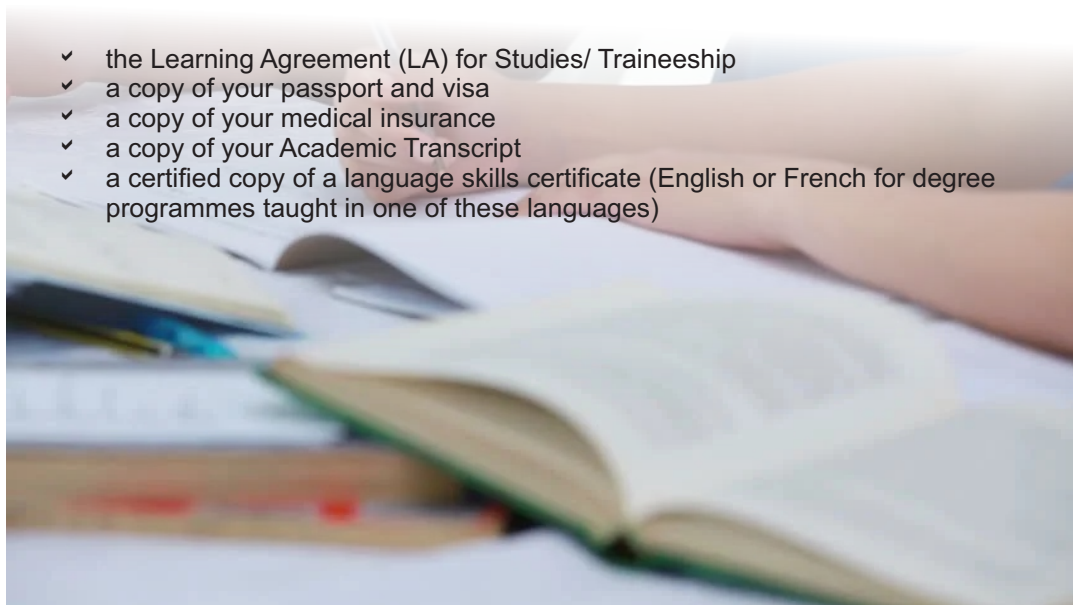 ✓ the Learning Agreement (LA) for Studies/ Traineeship
✓ a copy of your passport and visa
✓ a copy of your medical insurance
✓ a copy of your Academic Transcript
✓ a certified copy of a language skills certificate (English or French for degree
programmes taught in one of these languages)